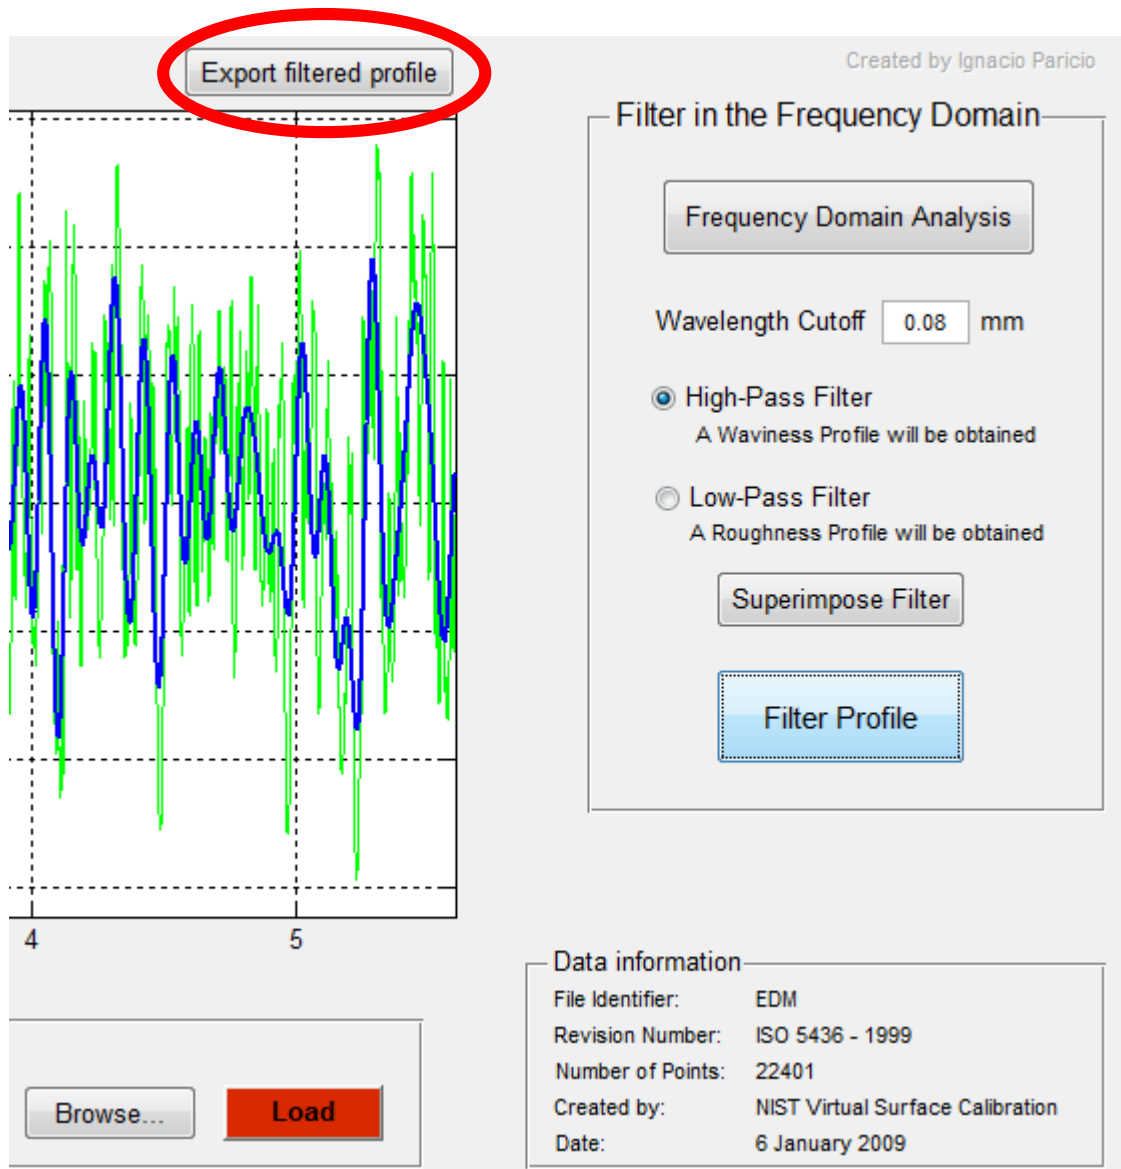 Export filtered profile
Created by Ignacio Paricio
Filter in the Frequency Domain
Frequency Domain Analysis
Wavelength Cutoff 0.08 mm
High-Pass Filter
A Waviness Profile will be obtained
Low-Pass Filter
A Roughness Profile will be obtained
Superimpose Filter
Filter Profile
4 5
Data information
File Identifier: EDM
Revision Number: ISO 5436 - 1999
Number of Points: 22401
Created by: NIST Virtual Surface Calibration
Date: 6 January 2009
Browse... Load